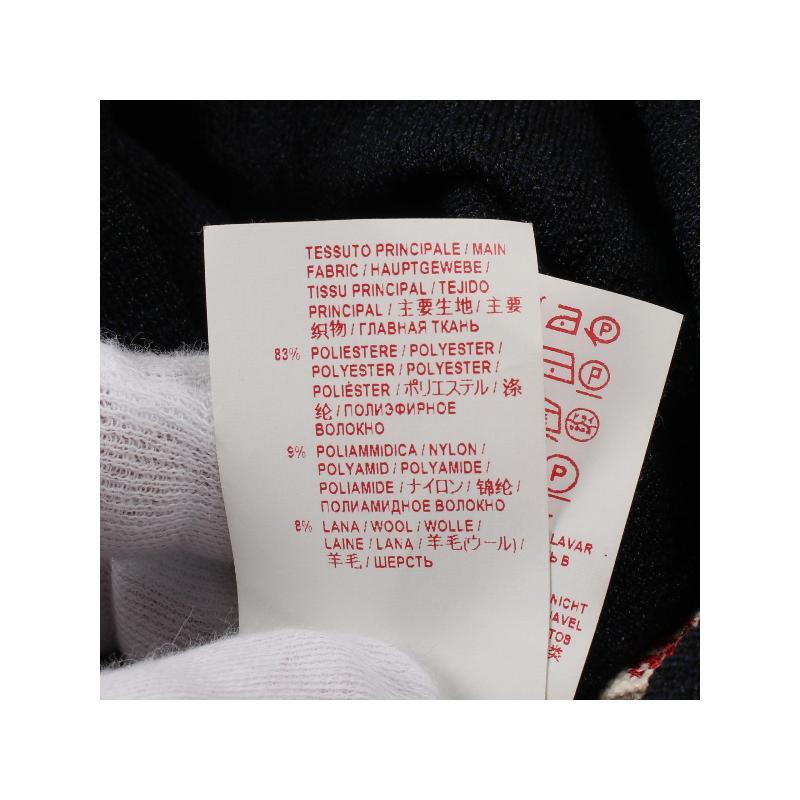 TESSUTO PRINCIPALE / MAIN
FABRIC / HAUPTGEWEBE /
TISSU PRINCIPAL / TEJIDO
PRINCIPAL / 主要生地 / 主要
织物 / ГЛАВНАЯ ТКАНЬ
83% POLIESTERE / POLYESTER /
POLYESTER / POLYESTER /
POLIÉSTER / ポリエステル / 涤
纶 / ПОЛИЭФИРНОЕ
ВОЛОКНО
9% POLIAMMIDICA / NYLON /
POLYAMID / POLYAMIDE /
POLIAMIDE / ナイロン / 锦纶 /
ПОЛИАМИДНОЕ ВОЛОКНО
8% LANA / WOOL / WOLLE /
LAINE / LANA / 羊毛(ウール) /
羊毛 / ШЕРСТЬ
P
P
P
LAVAR
Ь В
NICHT
JAVEL
TOS
类